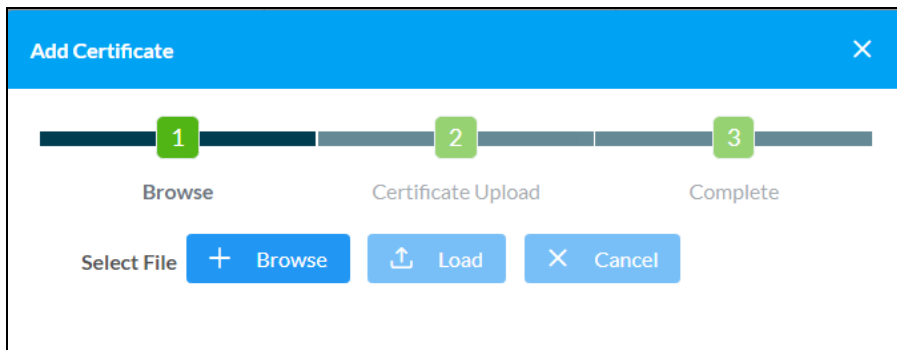 Add Certificate
1 2 3
Browse Certificate Upload Complete
Select File Browse Load Cancel